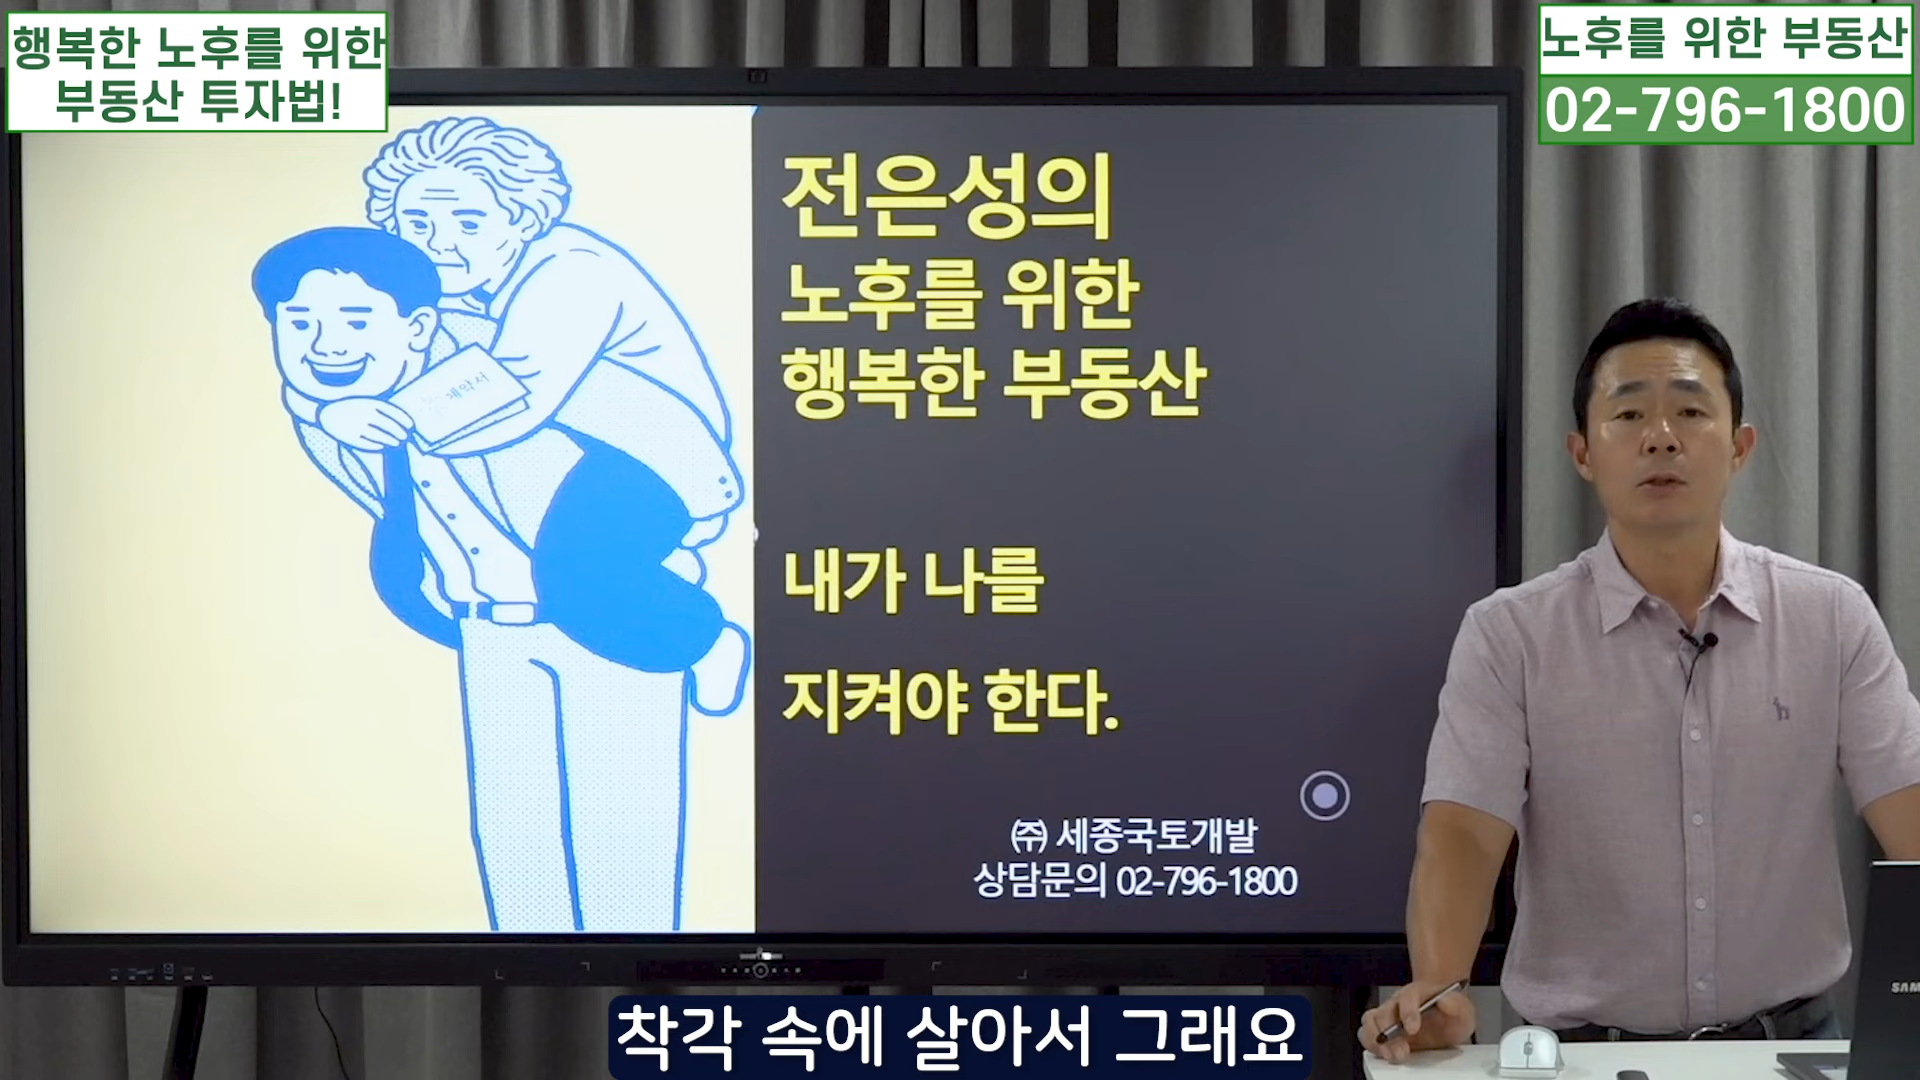 행복한 노후를 위한
부동산 투자법!
노후를 위한 부동산
02-796-1800
전은성의
노후를 위한
행복한 부동산
계약서
내가 나를
지켜야 한다.
㈜ 세종국토개발
상담문의 02-796-1800
착각 속에 살아서 그래요
SAM